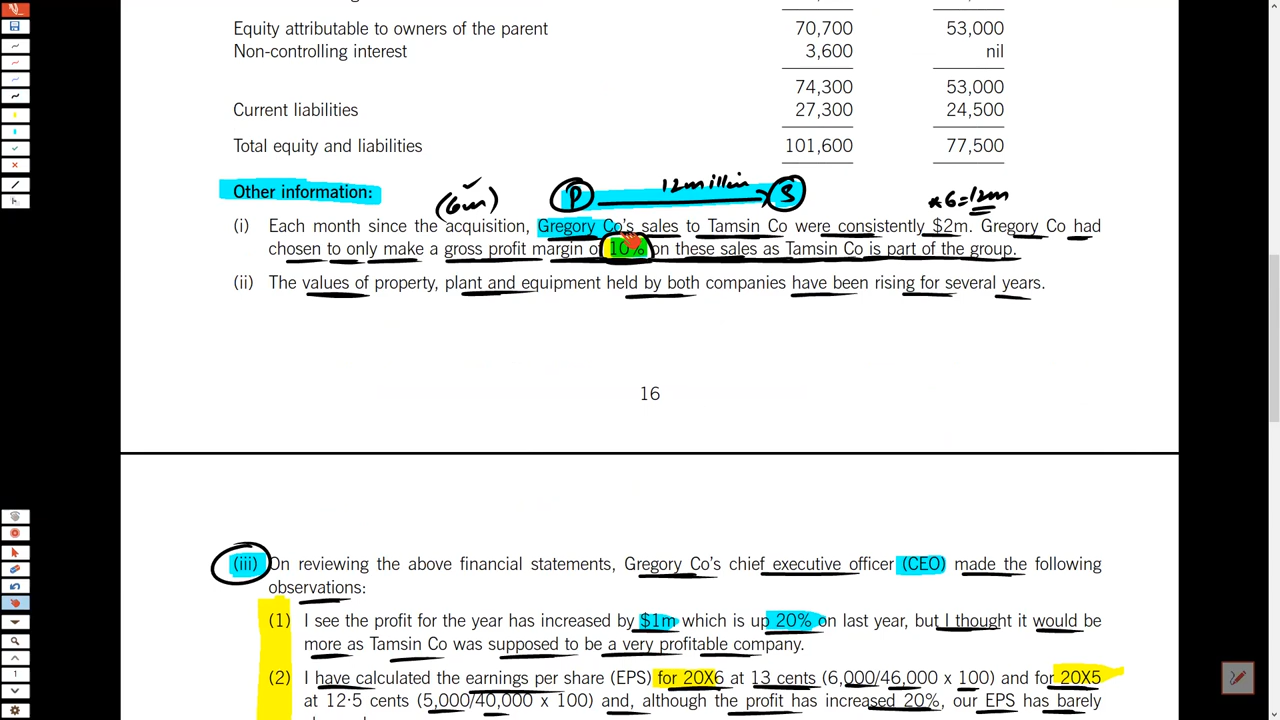 Equity attributable to owners of the parent 70,700 53,000
Non-controlling interest 3,600 nil
74,300 53,000
Current liabilities 27,300 24,500
Total equity and liabilities 101,600 77,500
(6m) P 12million S *6=12m
Other information:
(i) Each month since the acquisition, Gregory Co's sales to Tamsin Co were consistently $2m. Gregory Co had
chosen to only make a gross profit margin of 10% on these sales as Tamsin Co is part of the group.
(ii) The values of property, plant and equipment held by both companies have been rising for several years.
16
(iii) On reviewing the above financial statements, Gregory Co's chief executive officer (CEO) made the following
observations:
(1) I see the profit for the year has increased by $1m which is up 20% on last year, but I thought it would be
more as Tamsin Co was supposed to be a very profitable company.
(2) I have calculated the earnings per share (EPS) for 20X6 at 13 cents (6,000/46,000 x 100) and for 20X5
at 12·5 cents (5,000/40,000 x 100) and, although the profit has increased 20%, our EPS has barely